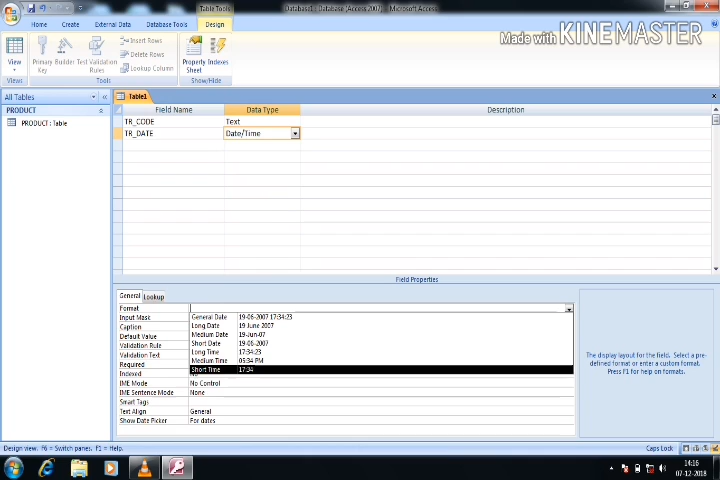 Table Tools
Database1 : Database (Access 2007) - Microsoft Access
Made with KINEMASTER
Home Create External Data Database Tools Design
View
Primary Key
Builder
Test Validation Rules
Insert Rows
Delete Rows
Lookup Column
Property Sheet
Indexes
Views Tools Show/Hide
All Tables «
PRODUCT
PRODUCT : Table
Table1
Field Name Data Type Description
TR_CODE Text
TR_DATE Date/Time
Field Properties
General Lookup
Format
Input Mask General Date 19-06-2007 17:34:23
Caption Long Date 19 June 2007
Default Value Medium Date 19-Jun-07
Validation Rule Short Date 19-06-2007
Validation Text Long Time 17:34:23
Required Medium Time 05:34 PM
Indexed Short Time 17:34
IME Mode No Control
IME Sentence Mode None
Smart Tags
Text Align General
Show Date Picker For dates
The display layout for the field. Select a pre-
defined format or enter a custom format.
Press F1 for help on formats.
Design view. F6 = Switch panes. F1 = Help. Caps Lock
14:16
07-12-2018